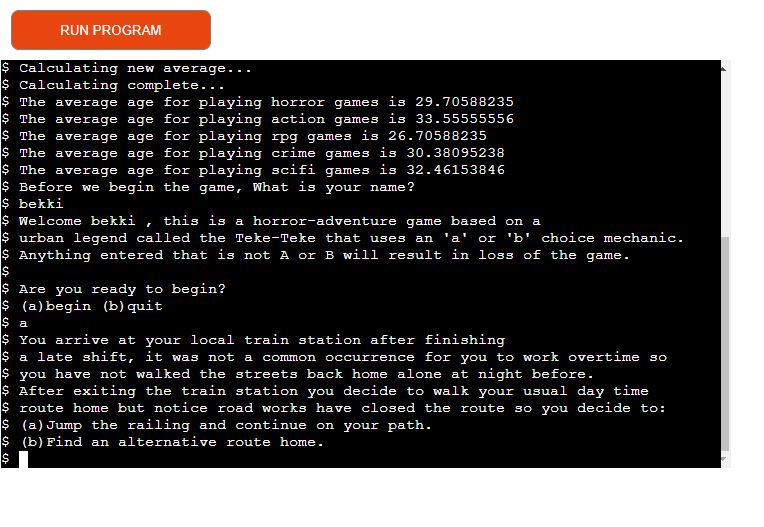 RUN PROGRAM
$ Calculating new average...
$ Calculating complete...
$ The average age for playing horror games is 29.70588235
$ The average age for playing action games is 33.55555556
$ The average age for playing rpg games is 26.70588235
$ The average age for playing crime games is 30.38095238
$ The average age for playing scifi games is 32.46153846
$ Before we begin the game, What is your name?
$ bekki
$ Welcome bekki , this is a horror-adventure game based on a
$ urban legend called the Teke-Teke that uses an 'a' or 'b' choice mechanic.
$ Anything entered that is not A or B will result in loss of the game.
$
$ Are you ready to begin?
$ (a)begin (b)quit
$ a
$ You arrive at your local train station after finishing
$ a late shift, it was not a common occurrence for you to work overtime so
$ you have not walked the streets back home alone at night before.
$ After exiting the train station you decide to walk your usual day time
$ route home but notice road works have closed the route so you decide to:
$ (a)Jump the railing and continue on your path.
$ (b)Find an alternative route home.
$